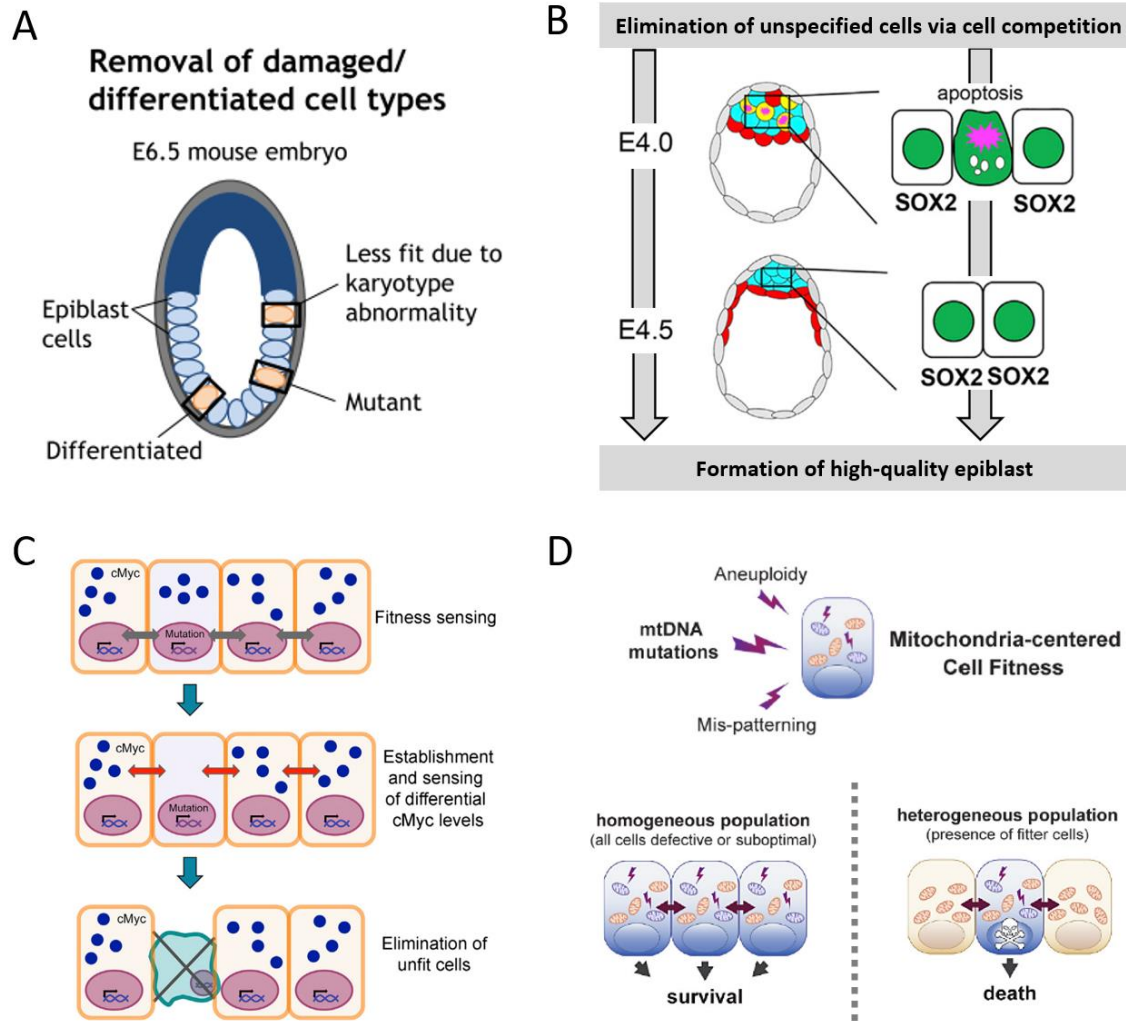 A
Removal of damaged/
differentiated cell types
E6.5 mouse embryo
Less fit due to
karyotype
abnormality
Epiblast
cells
Mutant
Differentiated
B
Elimination of unspecified cells via cell competition
E4.0
apoptosis
SOX2
SOX2
E4.5
SOX2 SOX2
Formation of high-quality epiblast
C
cMyc
Mutation
Fitness sensing
cMyc
Mutation
Establishment
and sensing
of differential
cMyc levels
cMyc
Elimination of
unfit cells
D
Aneuploidy
mtDNA
mutations
Mis-patterning
Mitochondria-centered
Cell Fitness
homogeneous population
(all cells defective or suboptimal)
survival
heterogeneous population
(presence of fitter cells)
death